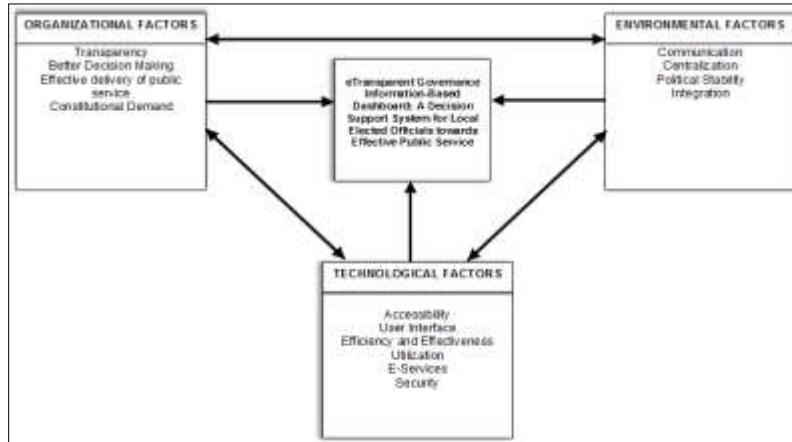 ORGANIZATIONAL FACTORS
Transparency
Better Decision Making
Effective delivery of public
service
Constitutional Demand
eTransparent Governance
Information-Based
Dashboard: A Decision
Support System for Local
Elected Officials towards
Effective Public Service
ENVIRONMENTAL FACTORS
Communication
Centralization
Political Stability
Integration
TECHNOLOGICAL FACTORS
Accessibility
User Interface
Efficiency and Effectiveness
Utilization
E-Services
Security